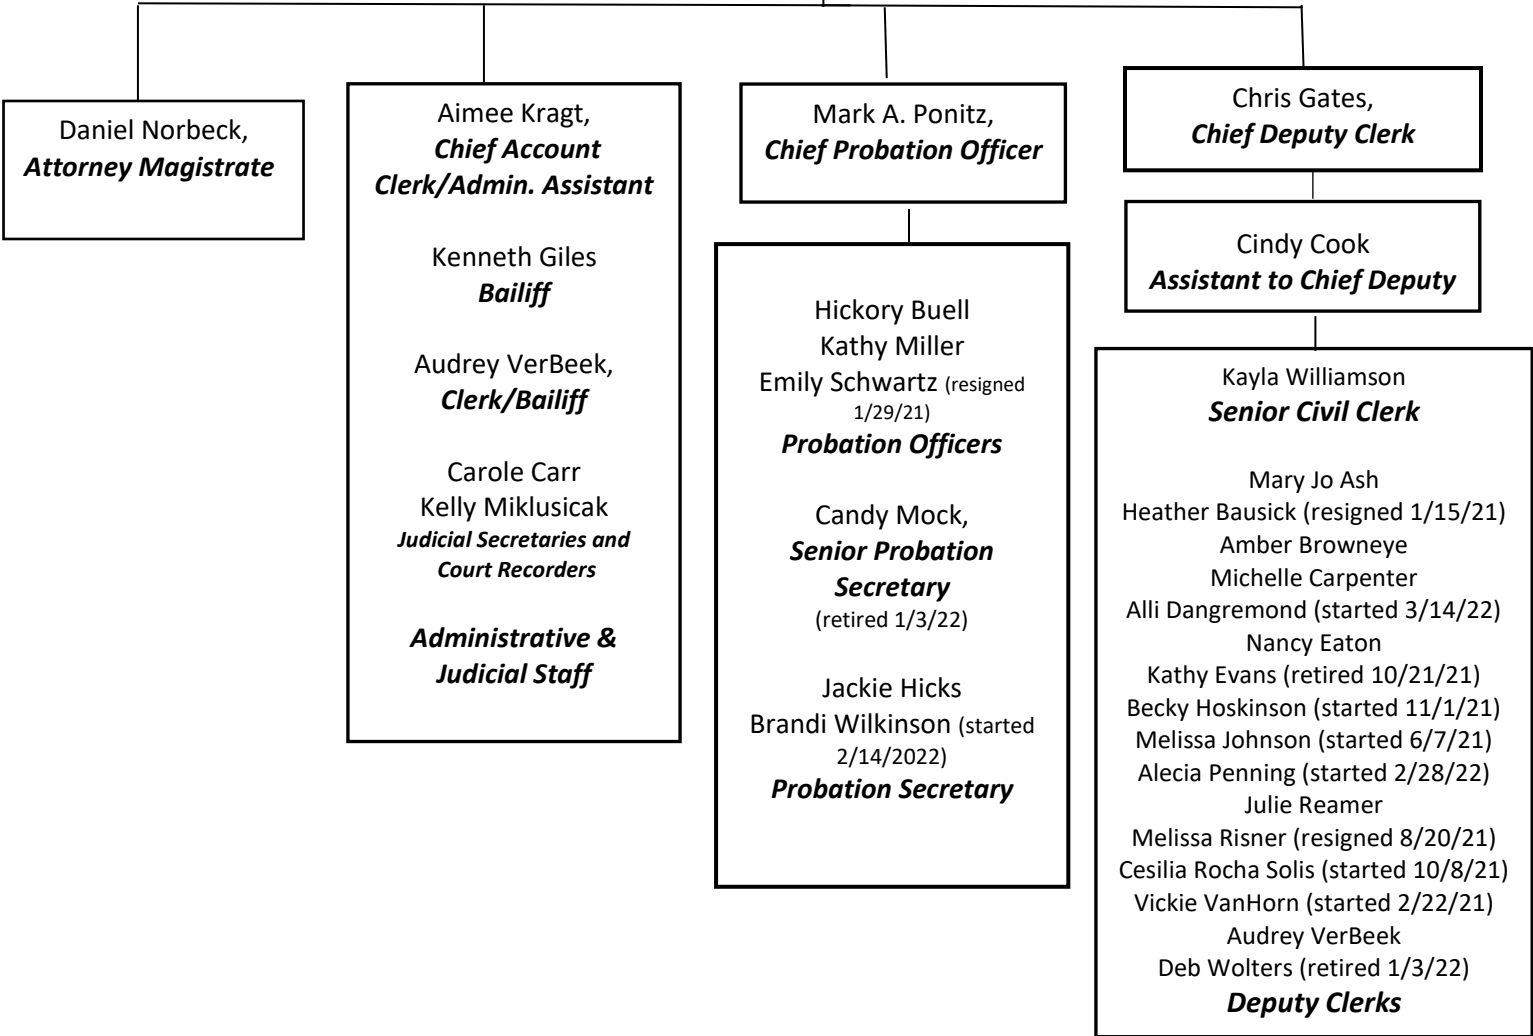 Daniel Norbeck,
Attorney Magistrate
Aimee Kragt,
Chief Account
Clerk/Admin. Assistant
Kenneth Giles
Bailiff
Audrey VerBeek,
Clerk/Bailiff
Carole Carr
Kelly Miklusicak
Judicial Secretaries and
Court Recorders
Administrative &
Judicial Staff
Mark A. Ponitz,
Chief Probation Officer
Hickory Buell
Kathy Miller
Emily Schwartz (resigned
1/29/21)
Probation Officers
Candy Mock,
Senior Probation
Secretary
(retired 1/3/22)
Jackie Hicks
Brandi Wilkinson (started
2/14/2022)
Probation Secretary
Chris Gates,
Chief Deputy Clerk
Cindy Cook
Assistant to Chief Deputy
Kayla Williamson
Senior Civil Clerk
Mary Jo Ash
Heather Bausick (resigned 1/15/21)
Amber Browneye
Michelle Carpenter
Alli Dangremond (started 3/14/22)
Nancy Eaton
Kathy Evans (retired 10/21/21)
Becky Hoskinson (started 11/1/21)
Melissa Johnson (started 6/7/21)
Alecia Penning (started 2/28/22)
Julie Reamer
Melissa Risner (resigned 8/20/21)
Cesilia Rocha Solis (started 10/8/21)
Vickie VanHorn (started 2/22/21)
Audrey VerBeek
Deb Wolters (retired 1/3/22)
Deputy Clerks